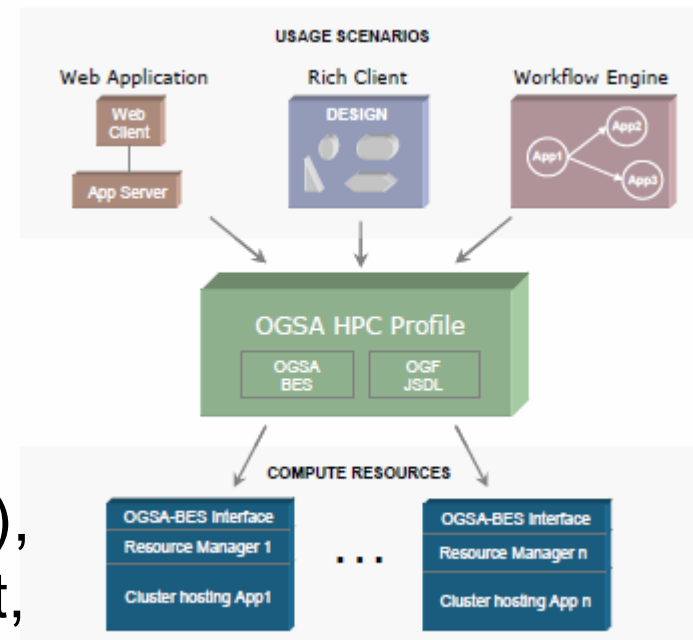 USAGE SCENARIOS
Web Application
Rich Client
Workflow Engine
Web
Client
App Server
DESIGN
App1
App2
App3
OGSA HPC Profile
OGSA
BES
OGF
JSDL
),
t,
COMPUTE RESOURCES
OGSA-BES Interface
Resource Manager 1
Cluster hosting App1
. . .
OGSA-BES Interface
Resource Manager n
Cluster hosting App n